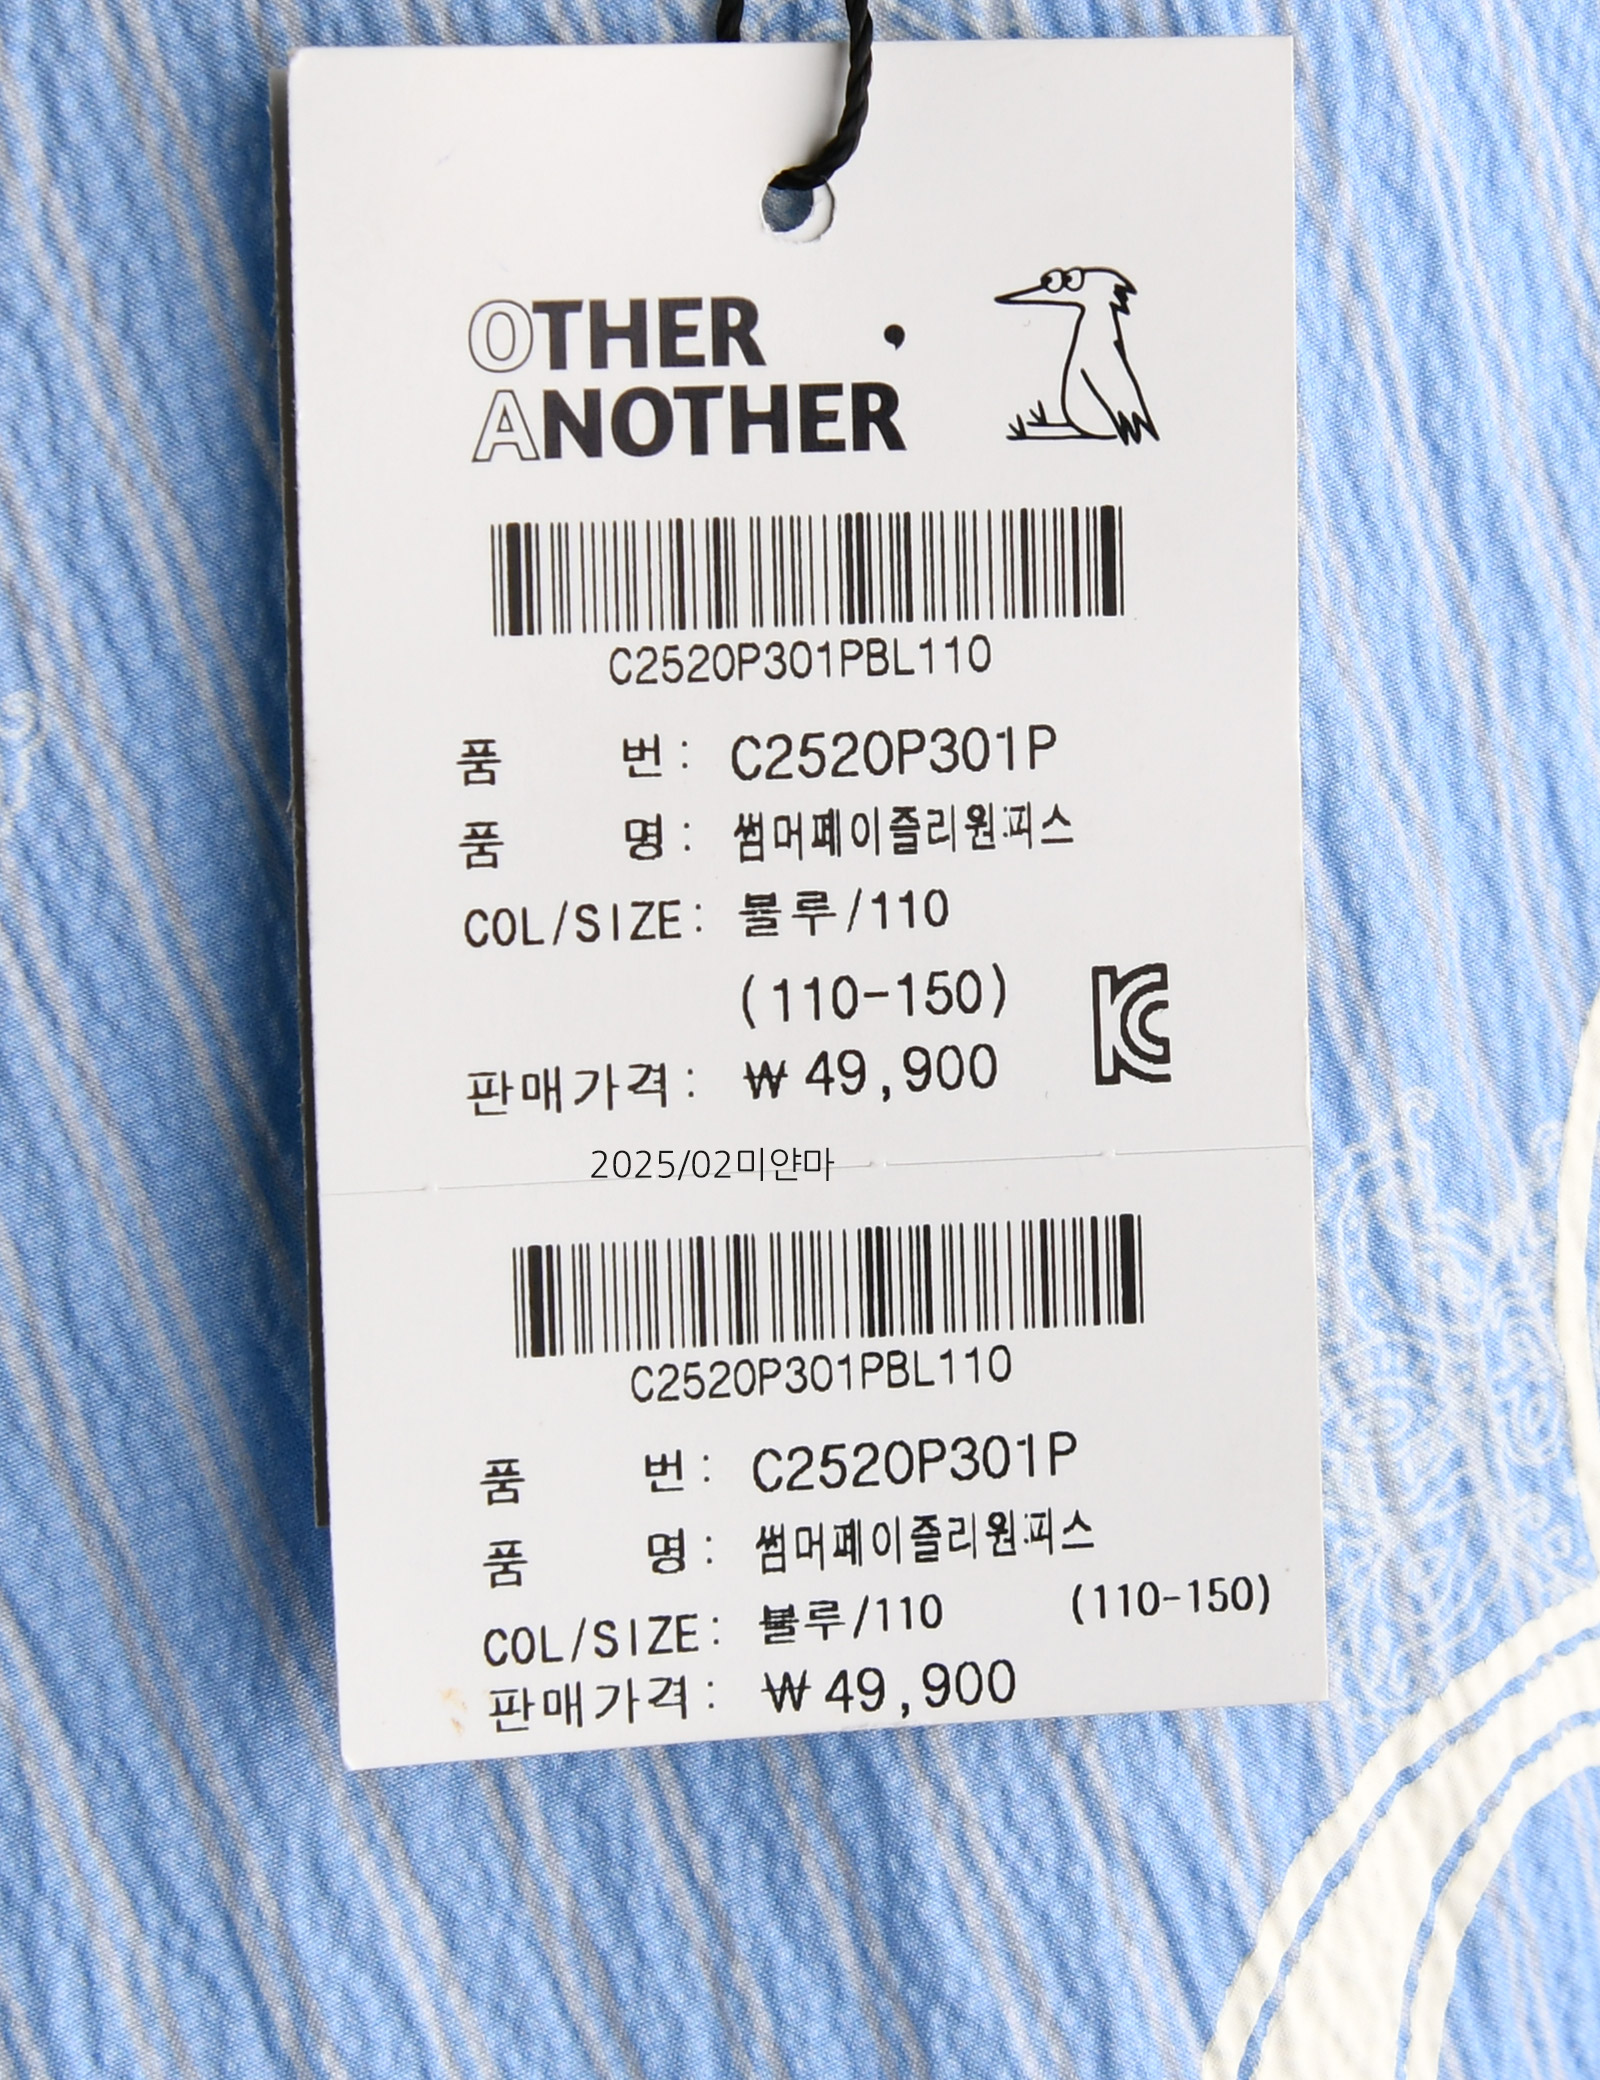 OTHER
ANOTHER
C2520P301PBL110
품 번: C2520P301P
품 명: 썸머페이즐리원피스
COL/SIZE: 블루/110
(110-150)
판매가격: ₩49,900
KC
2025/02미얀마
C2520P301PBL110
품 번: C2520P301P
품 명: 썸머페이즐리원피스
COL/SIZE: 블루/110 (110-150)
판매가격: ₩49,900